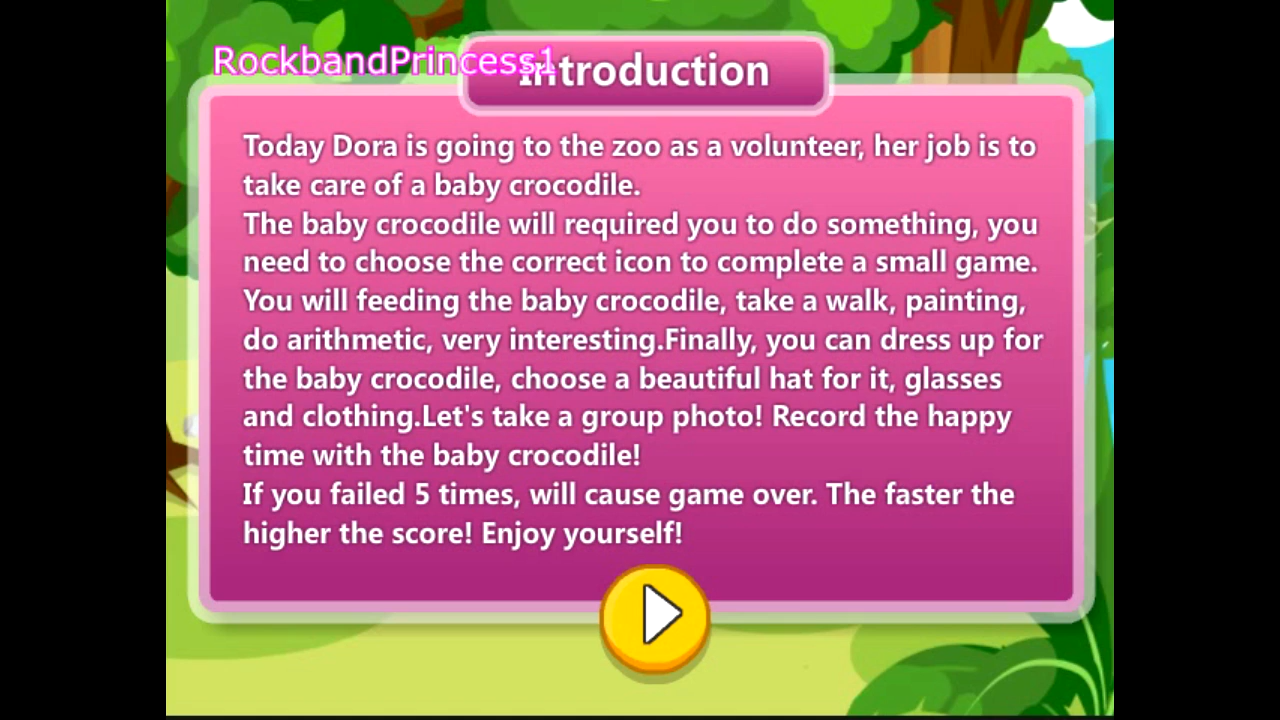 RockbandPrincess1
Introduction
Today Dora is going to the zoo as a volunteer, her job is to
take care of a baby crocodile.
The baby crocodile will required you to do something, you
need to choose the correct icon to complete a small game.
You will feeding the baby crocodile, take a walk, painting,
do arithmetic, very interesting.Finally, you can dress up for
the baby crocodile, choose a beautiful hat for it, glasses
and clothing.Let's take a group photo! Record the happy
time with the baby crocodile!
If you failed 5 times, will cause game over. The faster the
higher the score! Enjoy yourself!